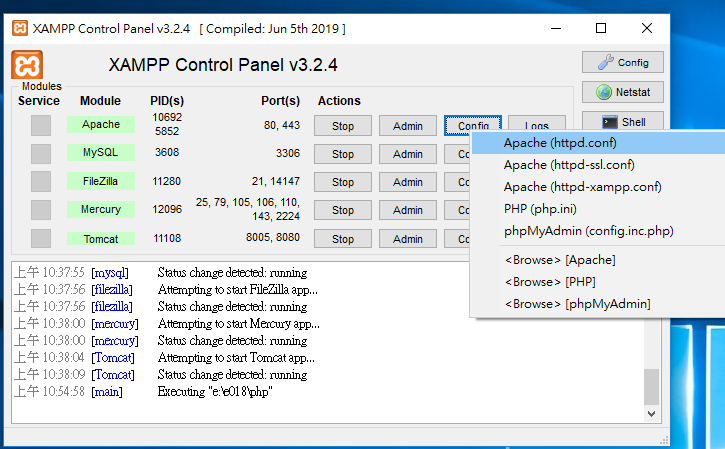 XAMPP Control Panel v3.2.4 [ Compiled: Jun 5th 2019 ]
XAMPP Control Panel v3.2.4
Config
Modules
Service Module PID(s) Port(s) Actions
Netstat
Apache 10692 5852 80, 443 Stop Admin Config Logs
Shell
MySQL 3608 3306 Stop Admin
FileZilla 11280 21, 14147 Stop Admin
Mercury 12096 25, 79, 105, 106, 110, 143, 2224 Stop Admin
Tomcat 11108 8005, 8080 Stop Admin
Apache (httpd.conf)
Apache (httpd-ssl.conf)
Apache (httpd-xampp.conf)
PHP (php.ini)
phpMyAdmin (config.inc.php)
<Browse> [Apache]
<Browse> [PHP]
<Browse> [phpMyAdmin]
上午 10:37:55 [mysql] Status change detected: running
上午 10:37:56 [filezilla] Attempting to start FileZilla app...
上午 10:37:56 [filezilla] Status change detected: running
上午 10:38:00 [mercury] Attempting to start Mercury app...
上午 10:38:00 [mercury] Status change detected: running
上午 10:38:04 [Tomcat] Attempting to start Tomcat app...
上午 10:38:09 [Tomcat] Status change detected: running
上午 10:54:58 [main] Executing "e:\e018\php"